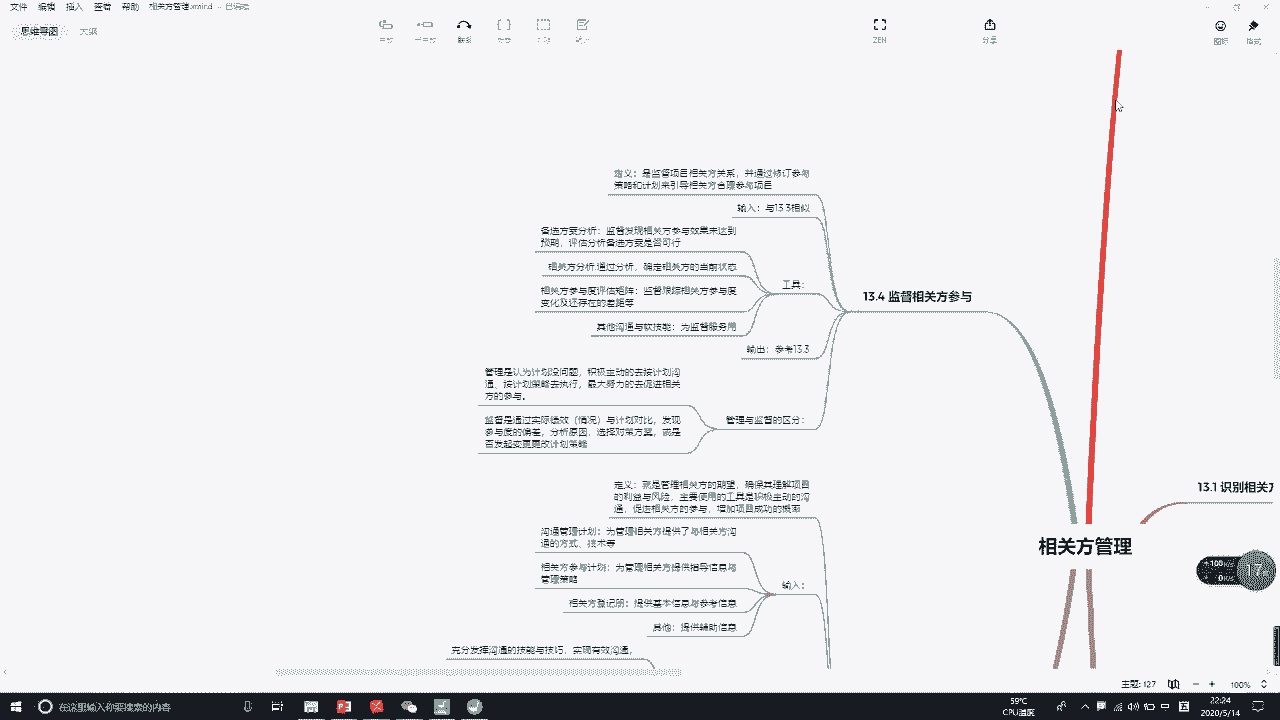 文件 编辑 插入 查看 帮助 相关方管理.xmind - 已编辑
思维导图 大纲
ZEN 分享 图标 格式
定义：是监督项目相关方关系，并通过修订参与
策略和计划来引导相关方合理参与项目
输入：与13.3相似
备选方案分析：监督发现相关方参与效果未达到
预期，评估分析备选方案是否可行
相关方分析:通过分析，确定相关方的当前状态
相关方参与度评估矩阵：监督跟踪相关方参与度
变化及还存在的差距等
其他沟通与软技能：为监督服务用
工具：
13.4 监督相关方参与
输出：参考13.3
管理是认为计划没问题，积极主动的去按计划沟
通、按计划策略去执行，最大努力的去促进相关
方的参与。
监督是通过实际绩效（情况）与计划对比，发现
参与度的偏差，分析原因，选择对策方案，就是
否发起变更更改计划策略
管理与监督的区分：
定义：就是管理相关方的期望，确保其理解项目
的利益与风险，主要使用的工具是积极主动的沟
通，促进相关方的参与，增加项目成功的概率
沟通管理计划：为管理相关方提供了与相关方沟
通的方式、技术等
相关方参与计划：为管理相关方提供指导信息与
管理策略
相关方登记册：提供基本信息与参考信息
其他：提供辅助信息
输入：
充分发挥沟通的技能与技巧，实现有效沟通，
13.1 识别相关方
相关方管理
主题: 127 100%
在这里输入你要搜索的内容
59°C
CPU温度
英
22:24
2020/5/14